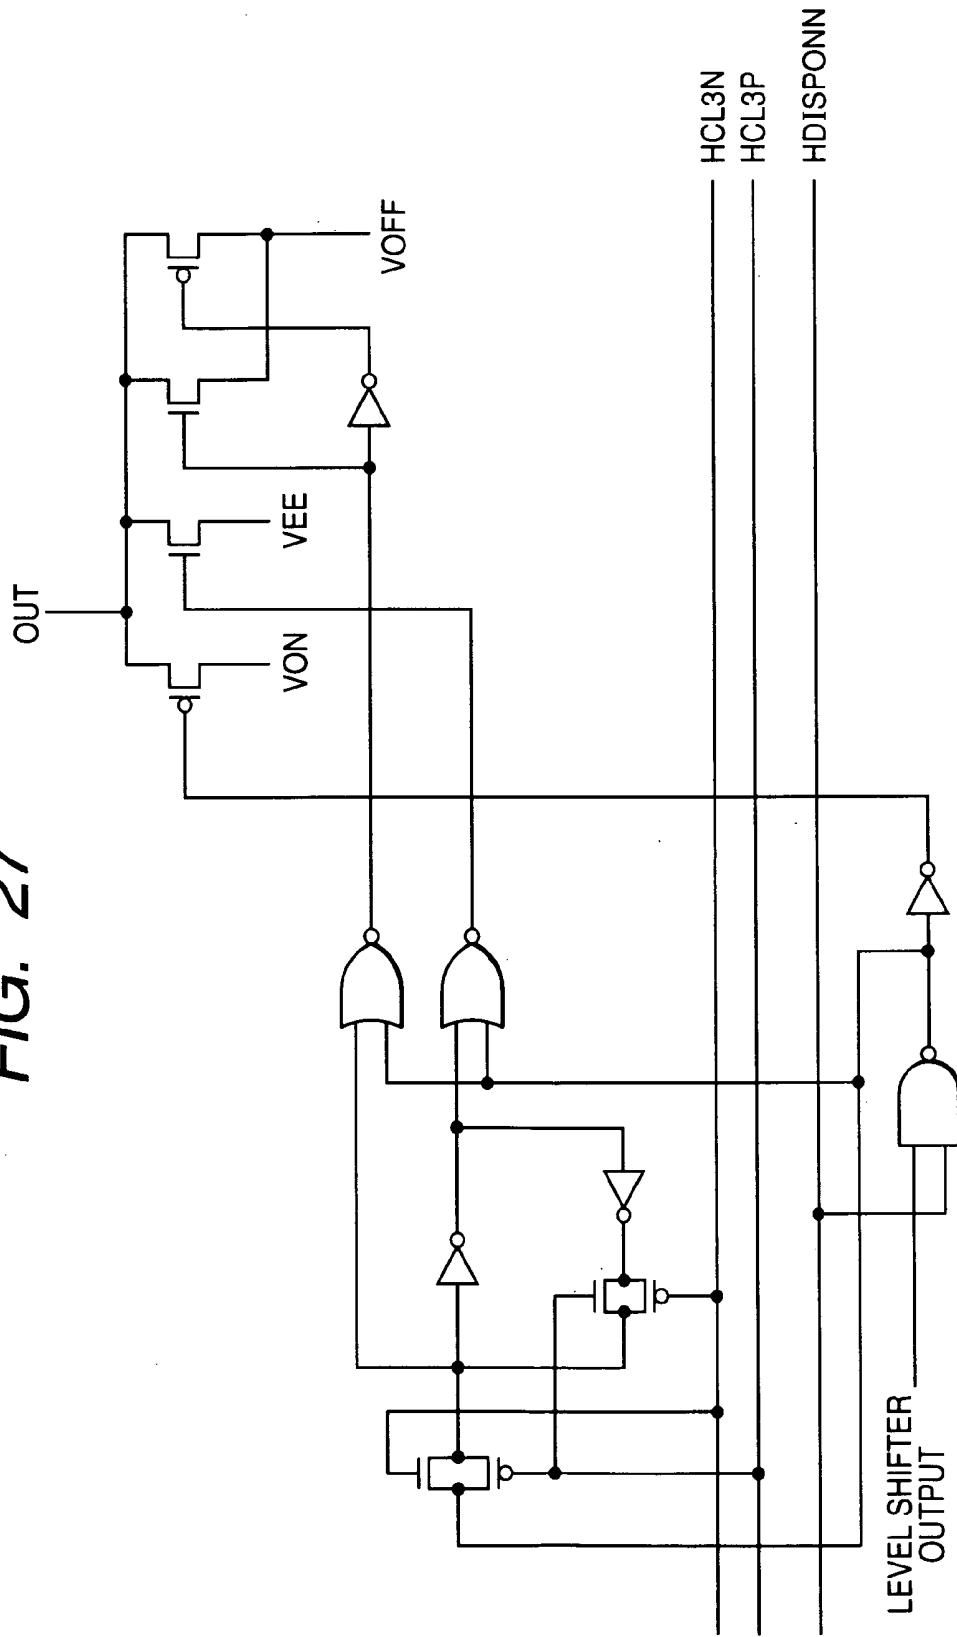 FIG. 27
OUT
VON
VEE
VOFF
HCL3N
HCL3P
HDISPONN
LEVEL SHIFTER
OUTPUT